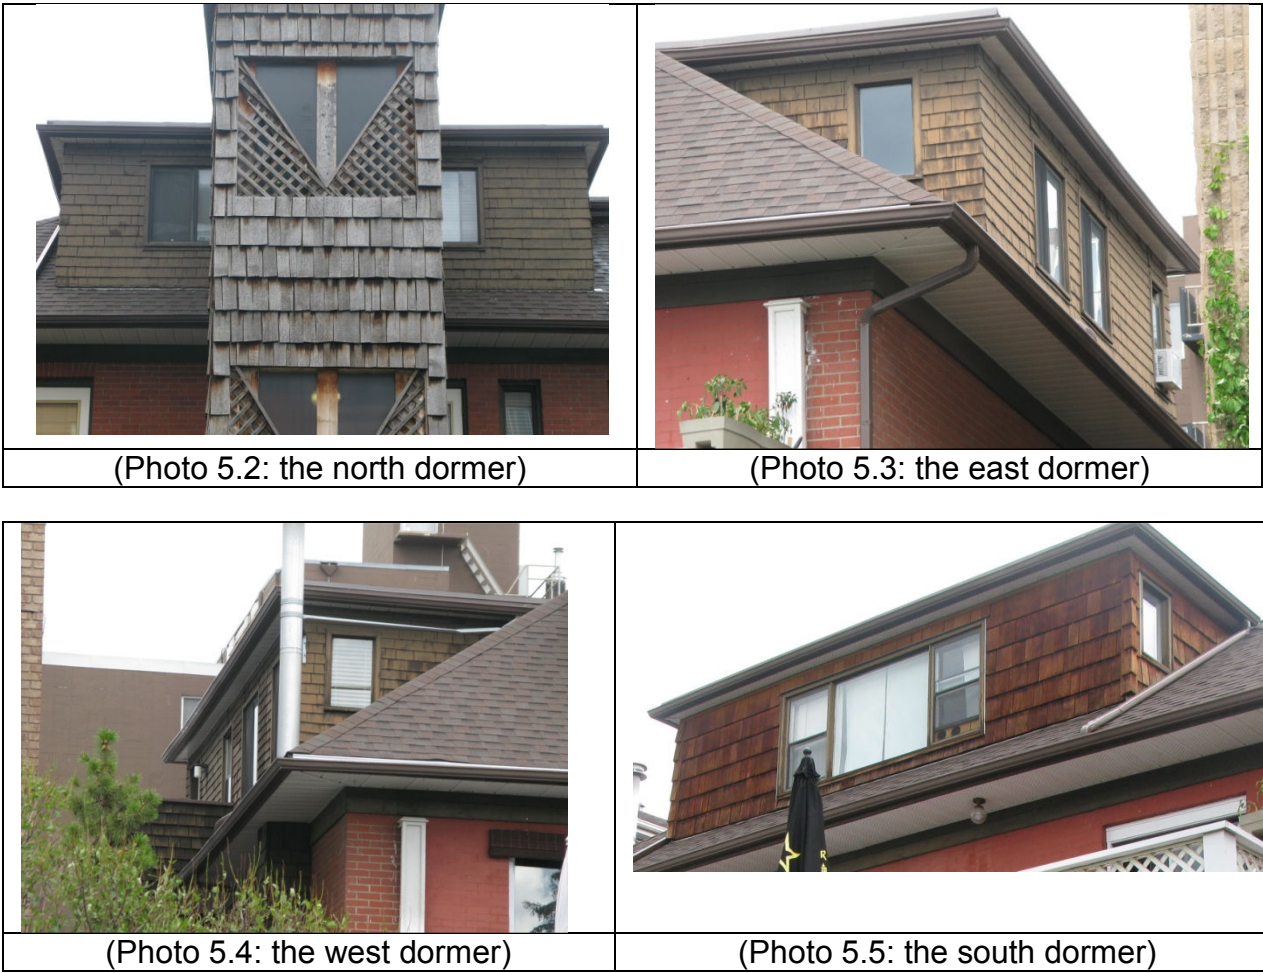 (Photo 5.2: the north dormer)
(Photo 5.3: the east dormer)
(Photo 5.4: the west dormer)
(Photo 5.5: the south dormer)